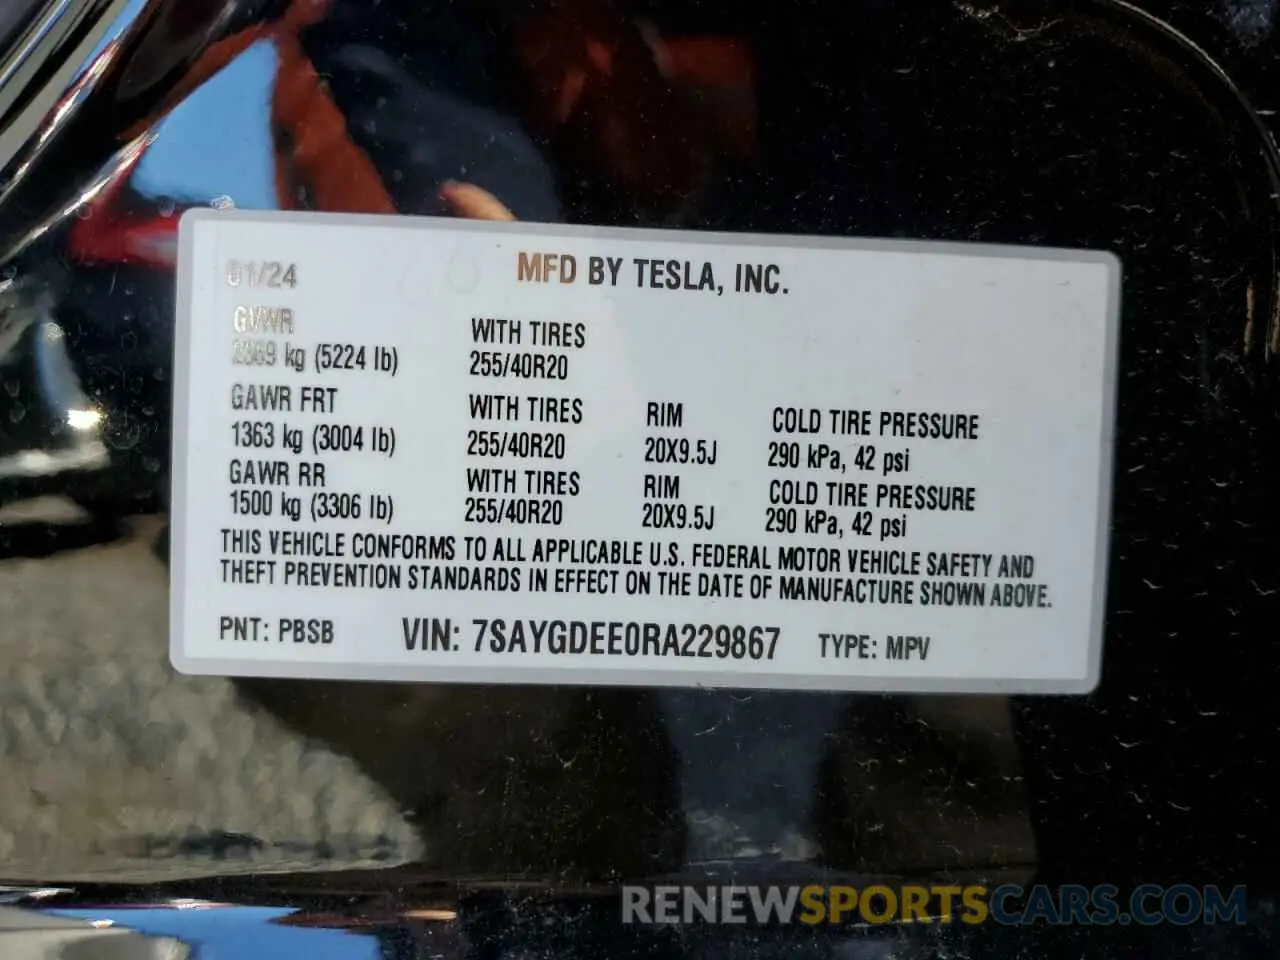 01/24 MFD BY TESLA, INC.
GVWR WITH TIRES
2369 kg (5224 lb) 255/40R20
GAWR FRT WITH TIRES RIM COLD TIRE PRESSURE
1363 kg (3004 lb) 255/40R20 20X9.5J 290 kPa, 42 psi
GAWR RR WITH TIRES RIM COLD TIRE PRESSURE
1500 kg (3306 lb) 255/40R20 20X9.5J 290 kPa, 42 psi
THIS VEHICLE CONFORMS TO ALL APPLICABLE U.S. FEDERAL MOTOR VEHICLE SAFETY AND
THEFT PREVENTION STANDARDS IN EFFECT ON THE DATE OF MANUFACTURE SHOWN ABOVE.
PNT: PBSB VIN: 7SAYGDEE0RA229867 TYPE: MPV
RENEWSPORTSCARS.COM